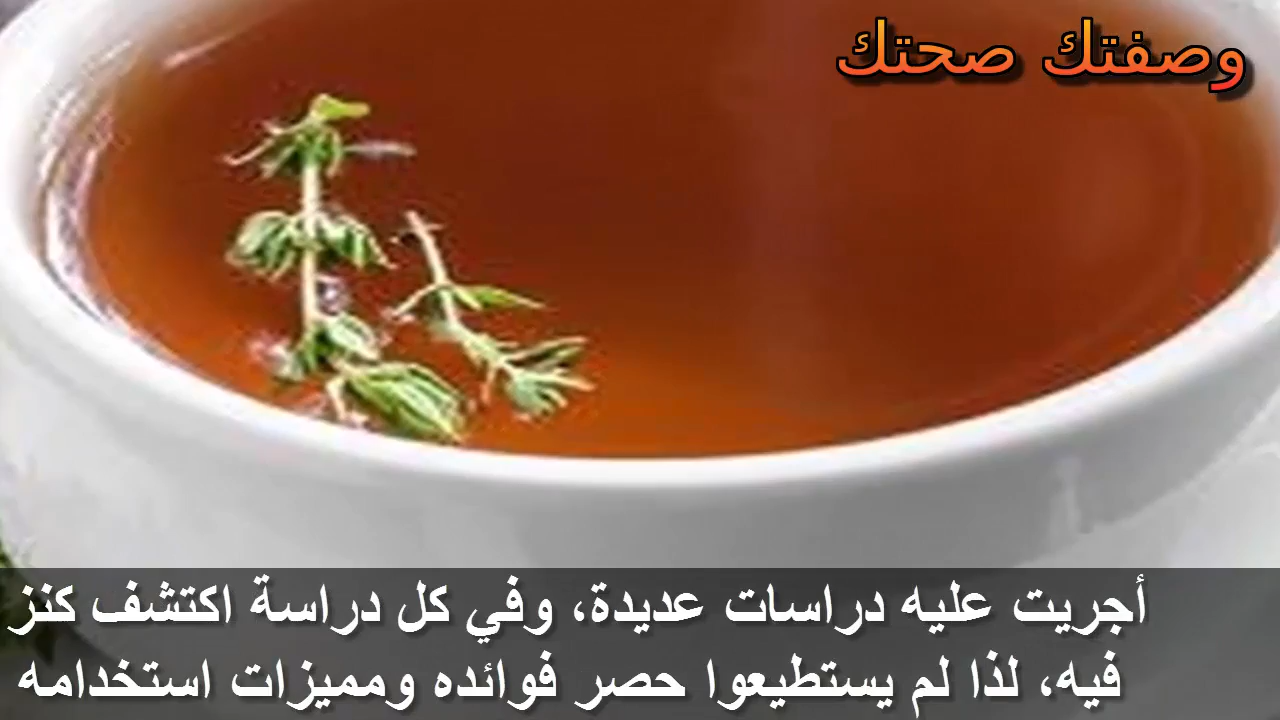 وصفتك صحتك
أجريت عليه دراسات عديدة، وفي كل دراسة اكتشف كنز
فيه، لذا لم يستطيعوا حصر فوائده ومميزات استخدامه